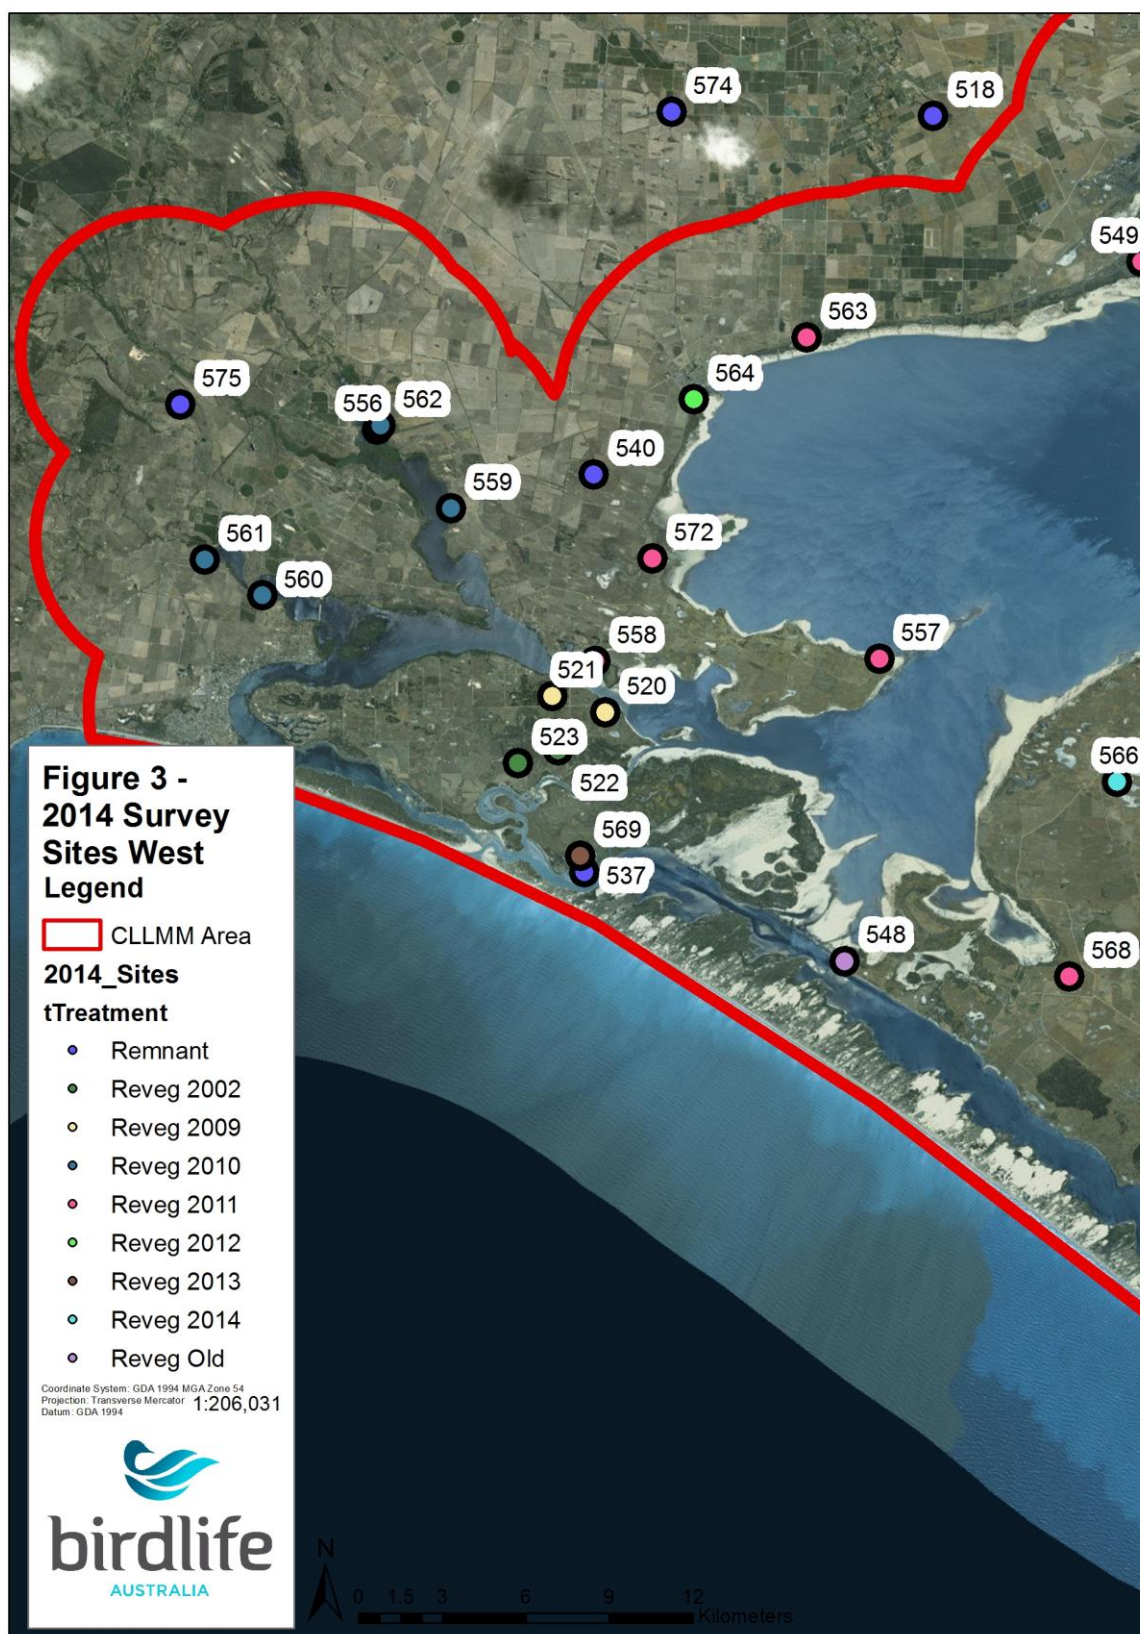 574
518
549
563
564
575
556
562
540
559
572
561
560
558
557
521
520
523
522
566
569
537
548
568
Figure 3 -
2014 Survey
Sites West
Legend
CLLMM Area
2014_Sites
tTreatment
Remnant
Reveg 2002
Reveg 2009
Reveg 2010
Reveg 2011
Reveg 2012
Reveg 2013
Reveg 2014
Reveg Old
Coordinate System: GDA 1994 MGA Zone 54
Projection: Transverse Mercator
Datum: GDA 1994
1:206,031
birdlife
AUSTRALIA
N
0 1.5 3 6 9 12
Kilometers